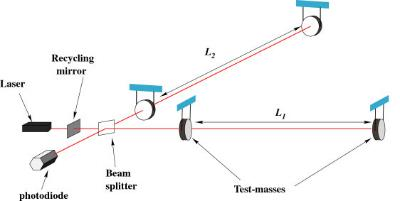 L2
Recycling
mirror
Laser
L1
Beam
splitter
Test-masses
photodiode